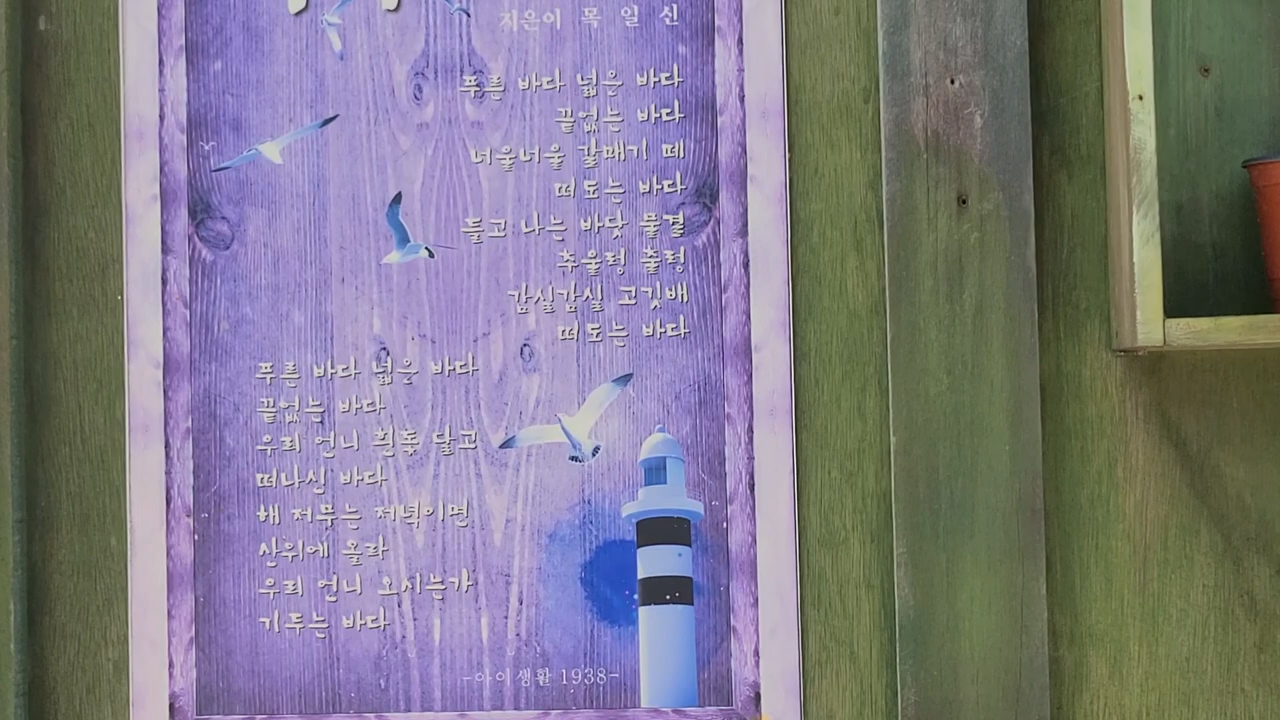 지은이 목 일 신
푸른 바다 넓은 바다
끝없는 바다
너울너울 갈매기 떼
떠도는 바다
들고 나는 바닷 물결
추울렁 출렁
감실감실 고깃배
떠도는 바다
푸른 바다 넓은 바다
끝없는 바다
우리 언니 흰돛 달고
떠나신 바다
해 저무는 저녁이면
산위에 올라
우리 언니 오시는가
기두는 바다
-아이생활 1938-